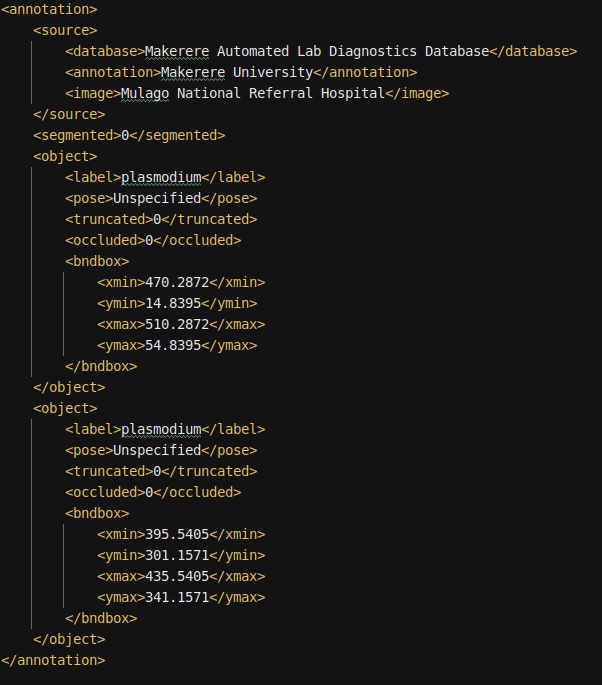 <annotation>
<source>
<database>Makerere Automated Lab Diagnostics Database</database>
<annotation>Makerere University</annotation>
<image>Mulago National Referral Hospital</image>
</source>
<segmented>0</segmented>
<object>
<label>plasmodium</label>
<pose>Unspecified</pose>
<truncated>0</truncated>
<occluded>0</occluded>
<bndbox>
<xmin>470.2872</xmin>
<ymin>14.8395</ymin>
<xmax>510.2872</xmax>
<ymax>54.8395</ymax>
</bndbox>
</object>
<object>
<label>plasmodium</label>
<pose>Unspecified</pose>
<truncated>0</truncated>
<occluded>0</occluded>
<bndbox>
<xmin>395.5405</xmin>
<ymin>301.1571</ymin>
<xmax>435.5405</xmax>
<ymax>341.1571</ymax>
</bndbox>
</object>
</annotation>